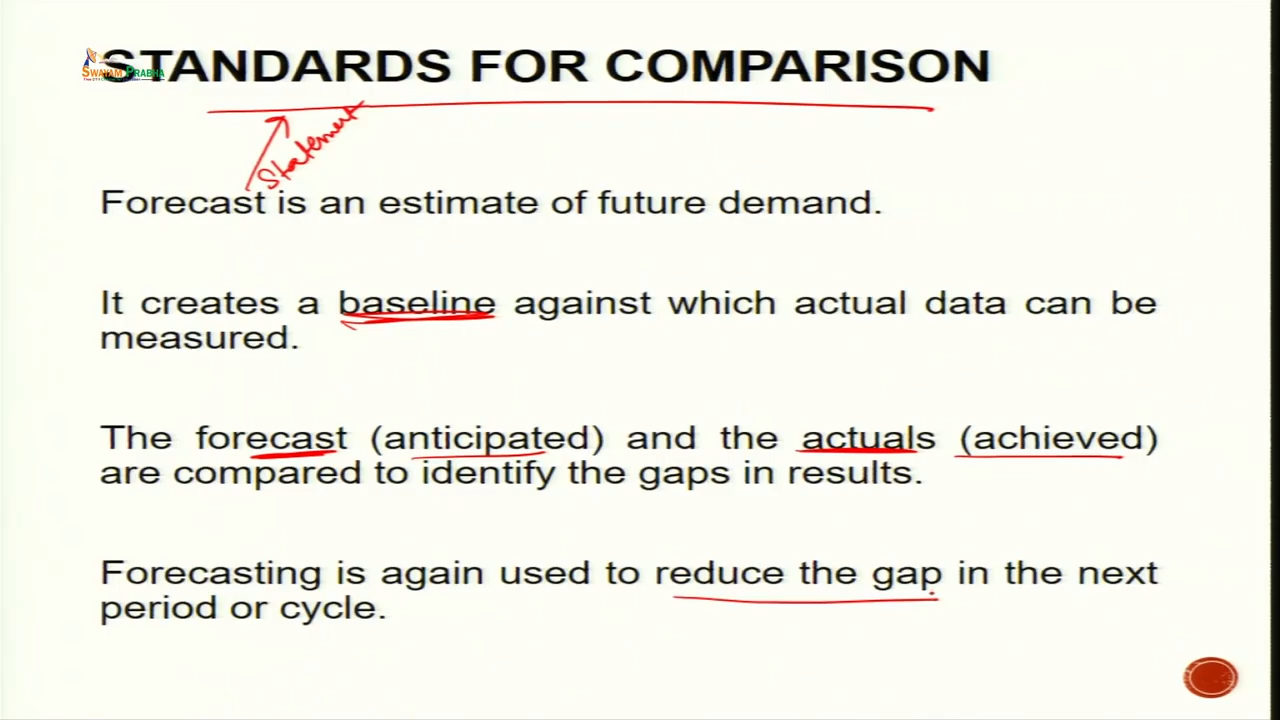 STANDARDS FOR COMPARISON
SWAYAM PRABHA
Statement
Forecast is an estimate of future demand.
It creates a baseline against which actual data can be
measured.
The forecast (anticipated) and the actuals (achieved)
are compared to identify the gaps in results.
Forecasting is again used to reduce the gap in the next
period or cycle.